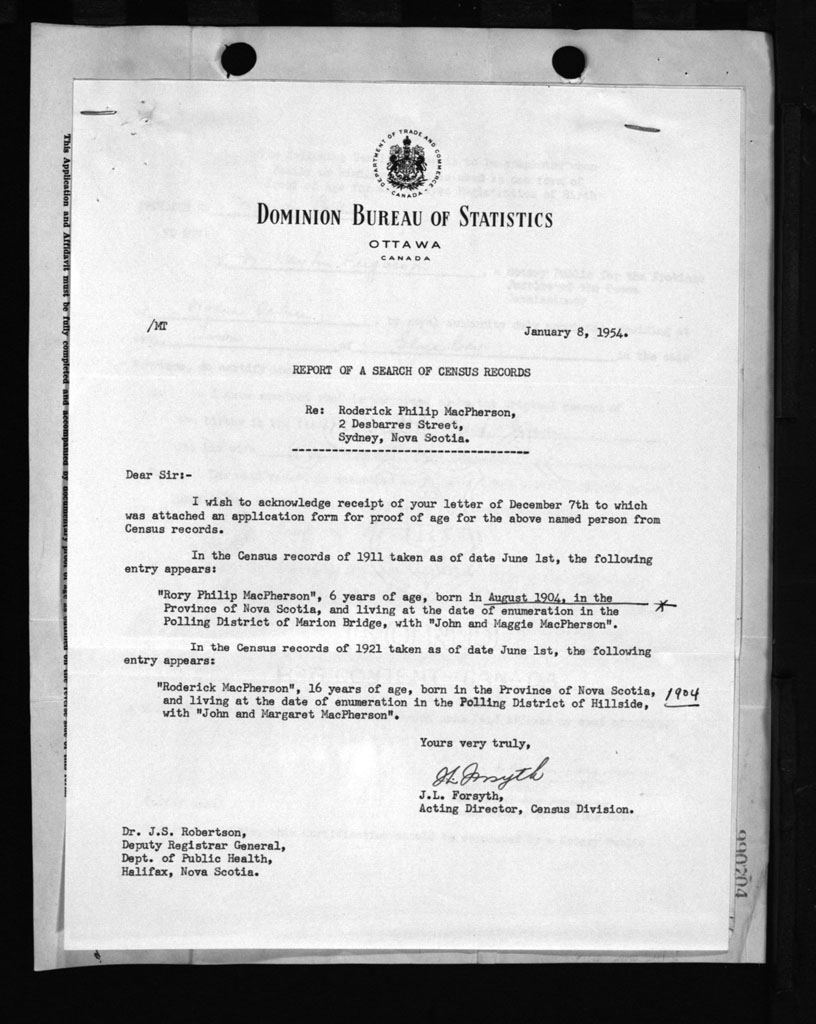 DEPARTMENT OF TRADE AND COMMERCE
CANADA
DOMINION BUREAU OF STATISTICS
OTTAWA
CANADA
/MT
January 8, 1954.
REPORT OF A SEARCH OF CENSUS RECORDS
Re: Roderick Philip MacPherson,
2 Desbarres Street,
Sydney, Nova Scotia.
Dear Sir:-
I wish to acknowledge receipt of your letter of December 7th to which
was attached an application form for proof of age for the above named person from
Census records.
In the Census records of 1911 taken as of date June 1st, the following
entry appears:
"Rory Philip MacPherson", 6 years of age, born in August 1904, in the
Province of Nova Scotia, and living at the date of enumeration in the
Polling District of Marion Bridge, with "John and Maggie MacPherson".
In the Census records of 1921 taken as of date June 1st, the following
entry appears:
"Roderick MacPherson", 16 years of age, born in the Province of Nova Scotia, 1904
and living at the date of enumeration in the Polling District of Hillside,
with "John and Margaret MacPherson".
Yours very truly,
JL Forsyth
J.L. Forsyth,
Acting Director, Census Division.
Dr. J.S. Robertson,
Deputy Registrar General,
Dept. of Public Health,
Halifax, Nova Scotia.
This Application and Affidavit must be fully completed and accompanied by documentary proof
990204